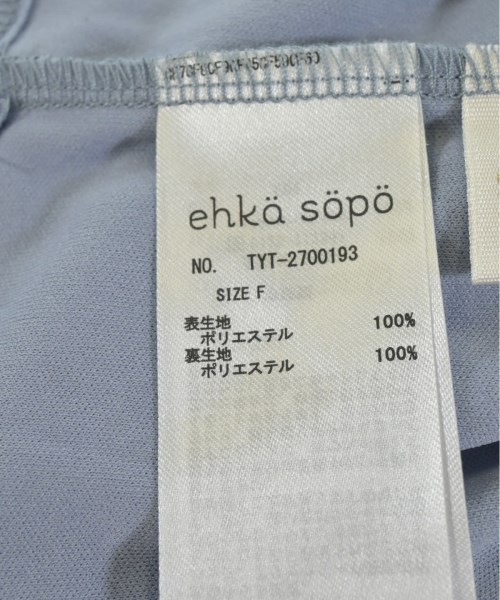 ehkä söpö
NO. TYT-2700193
SIZE F
表生地
ポリエステル 100%
裏生地
ポリエステル 100%